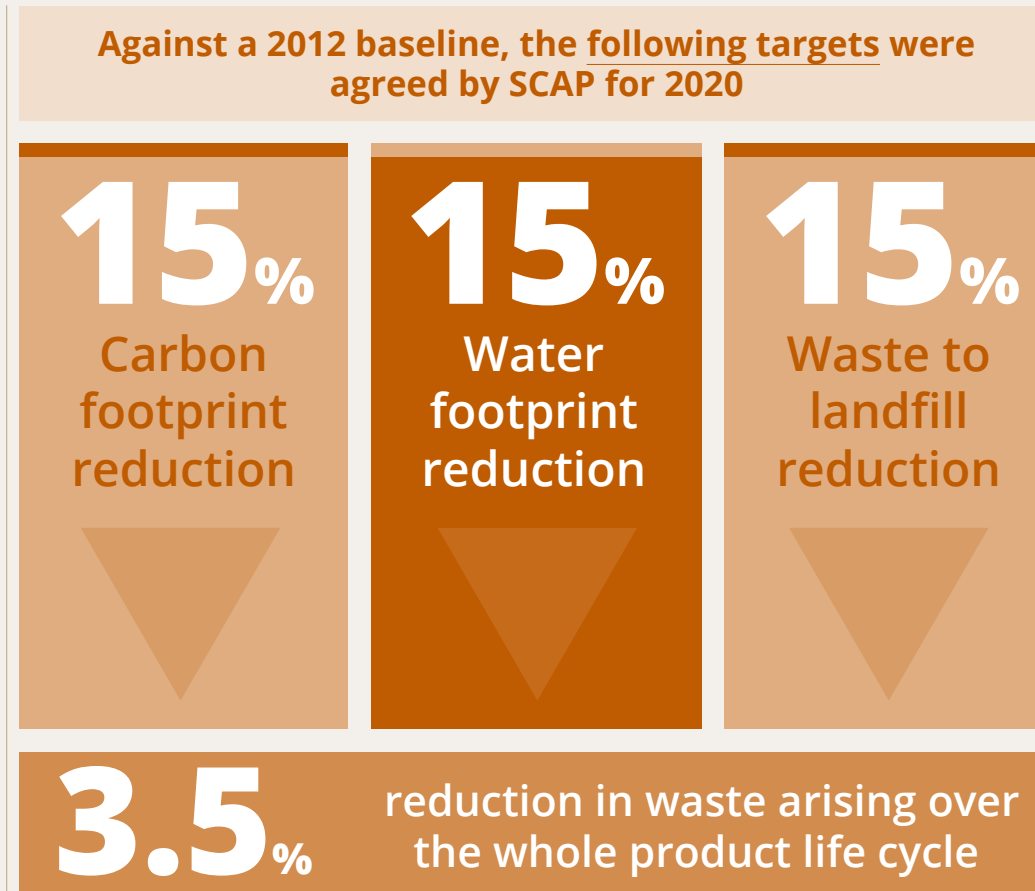 Against a 2012 baseline, the following targets were
agreed by SCAP for 2020
15%
Carbon
footprint
reduction
15%
Water
footprint
reduction
15%
Waste to
landfill
reduction
3.5%
reduction in waste arising over
the whole product life cycle